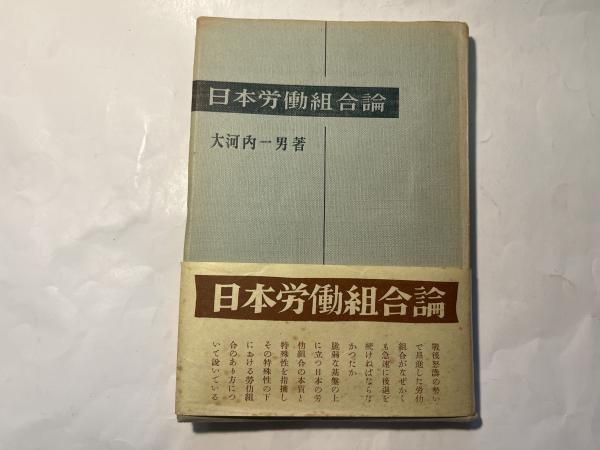 日本労働組合論
大河内一男著
日本労働組合論
戰後怒濤の勢い
で昂進した労仂
組合がなぜかく
も急速に後退を
続けねばならな
かつたか
脆弱な基盤の上
に立つ日本の労
仂組合の本質と
特殊性を指摘し
その特殊性の下
における労仂組
合のあり方につ
いて說いている